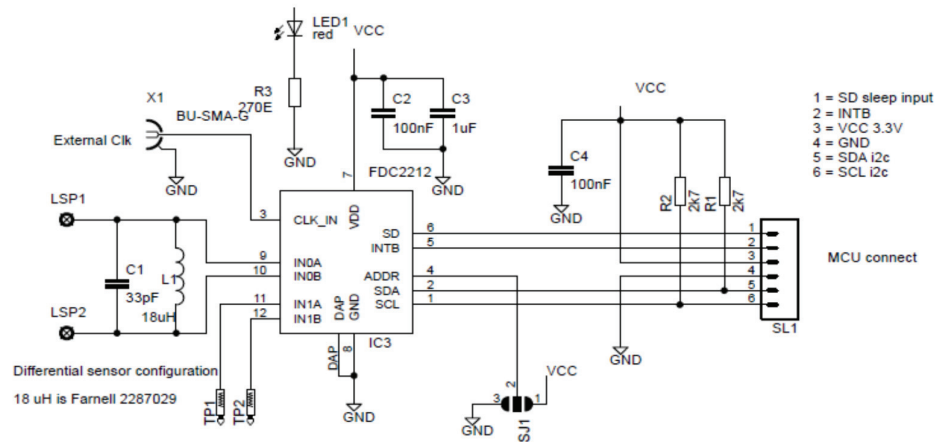 LED1
red
VCC
R3
270E
C2
100nF
C3
1uF
X1
BU-SMA-G
External Clk
GND
GND
GND
7
FDC2212
VCC
C4
100nF
GND
R2
2k7
R1
2k7
1 = SD sleep input
2 = INTB
3 = VCC 3.3V
4 = GND
5 = SDA i2c
6 = SCL i2c
LSP1
LSP2
C1
33pF
L1
18uH
3
9
10
11
12
CLK_IN
VDD
IN0A
IN0B
IN1A
IN1B
DAP
GND
SD
INTB
ADDR
SDA
SCL
6
5
4
2
1
IC3
DAP
8
GND
1
2
3
4
5
6
SL1
MCU connect
GND
Differential sensor configuration
18 uH is Farnell 2287029
TP1
TP2
VCC
2
3
1
SJ1
GND